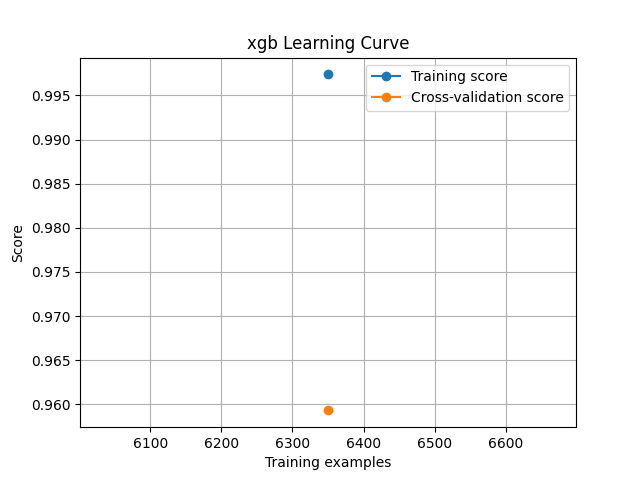 xgb Learning Curve
Training score
Cross-validation score
0.995
0.990
0.985
0.980
0.975
0.970
0.965
0.960
Score
6100 6200 6300 6400 6500 6600
Training examples